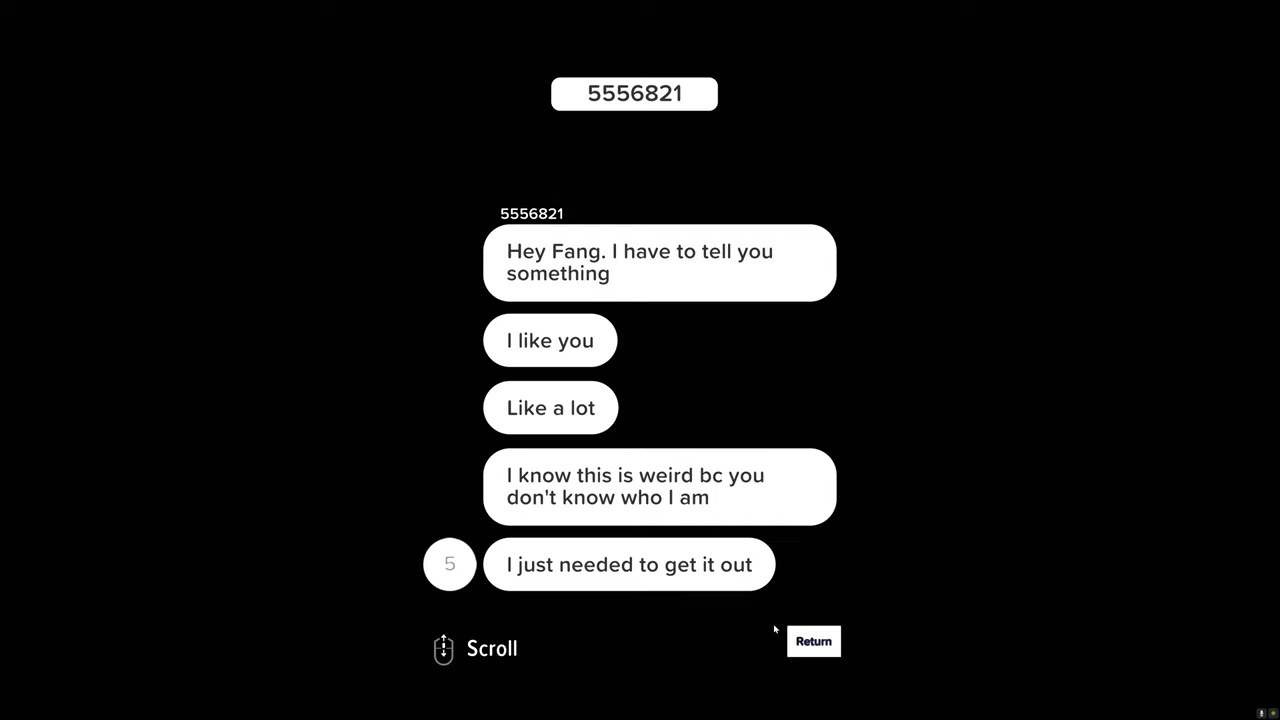 5556821
5556821
Hey Fang. I have to tell you
something
I like you
Like a lot
I know this is weird bc you
don't know who I am
5
I just needed to get it out
Scroll
Return